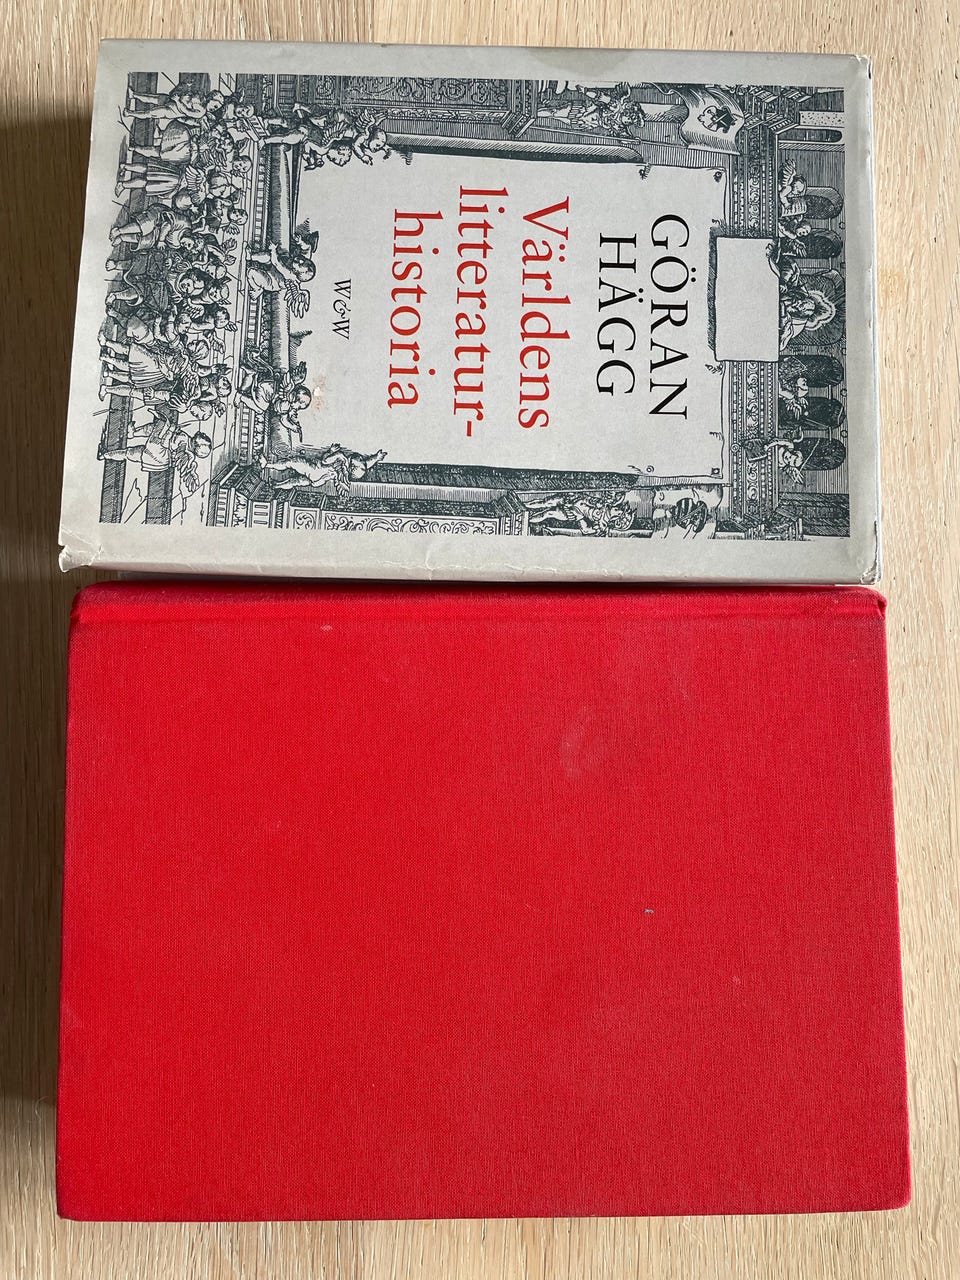 GÖRAN
HÄGG
Världens
litteratur-
historia
W&W